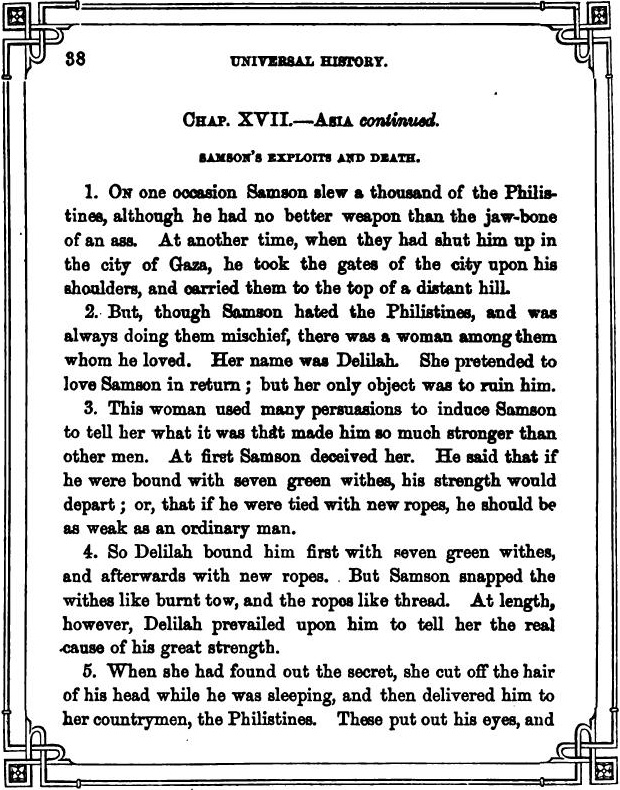 38
UNIVERSAL HISTORY.
CHAP. XVII.—ASIA continued.
SAMSON'S EXPLOITS AND DEATH.
1. ON one occasion Samson slew a thousand of the Philis-
tines, although he had no better weapon than the jaw-bone
of an ass. At another time, when they had shut him up in
the city of Gaza, he took the gates of the city upon his
shoulders, and carried them to the top of a distant hill.
2. But, though Samson hated the Philistines, and was
always doing them mischief, there was a woman among them
whom he loved. Her name was Delilah. She pretended to
love Samson in return; but her only object was to ruin him.
3. This woman used many persuasions to induce Samson
to tell her what it was that made him so much stronger than
other men. At first Samson deceived her. He said that if
he were bound with seven green withes, his strength would
depart; or, that if he were tied with new ropes, he should be
as weak as an ordinary man.
4. So Delilah bound him first with seven green withes,
and afterwards with new ropes. But Samson snapped the
withes like burnt tow, and the ropes like thread. At length,
however, Delilah prevailed upon him to tell her the real
cause of his great strength.
5. When she had found out the secret, she cut off the hair
of his head while he was sleeping, and then delivered him to
her countrymen, the Philistines. These put out his eyes, and